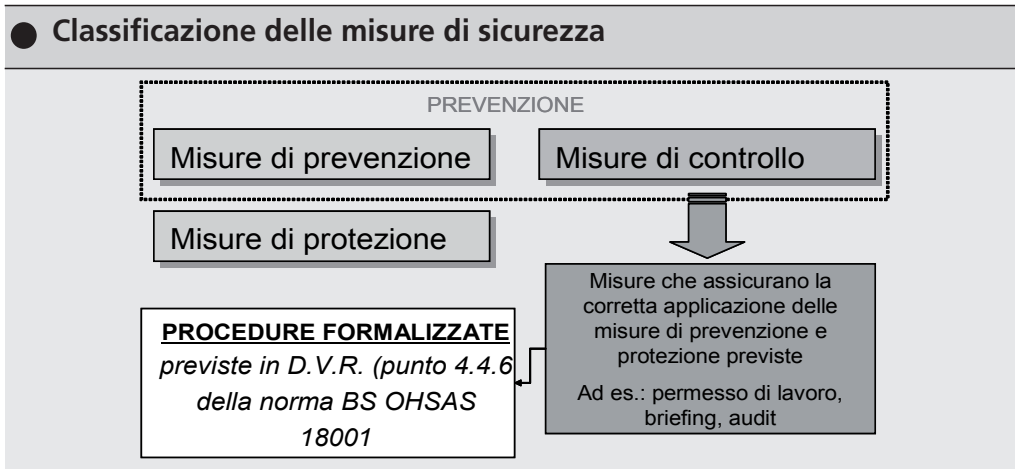 Classificazione delle misure di sicurezza
PREVENZIONE
Misure di prevenzione
Misure di controllo
Misure di protezione
Misure che assicurano la
corretta applicazione delle
misure di prevenzione e
protezione previste
Ad es.: permesso di lavoro,
briefing, audit
PROCEDURE FORMALIZZATE
previste in D.V.R. (punto 4.4.6
della norma BS OHSAS
18001